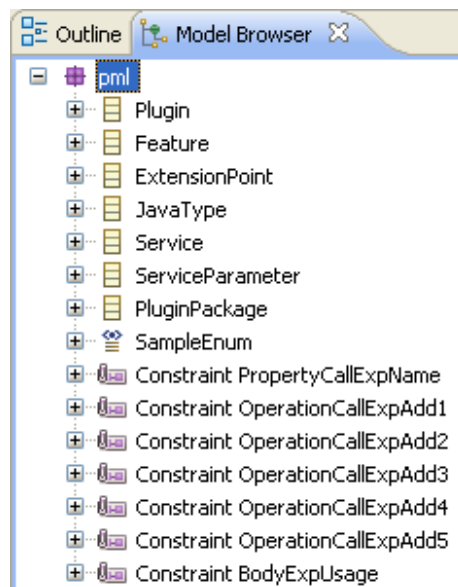 Outline Model Browser
pml
Plugin
Feature
ExtensionPoint
JavaType
Service
ServiceParameter
PluginPackage
SampleEnum
Constraint PropertyCallExpName
Constraint OperationCallExpAdd1
Constraint OperationCallExpAdd2
Constraint OperationCallExpAdd3
Constraint OperationCallExpAdd4
Constraint OperationCallExpAdd5
Constraint BodyExpUsage